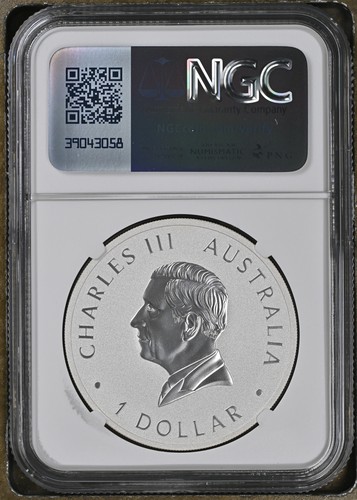 NGC
39043058
CHARLES III AUSTRALIA
• 1 DOLLAR •